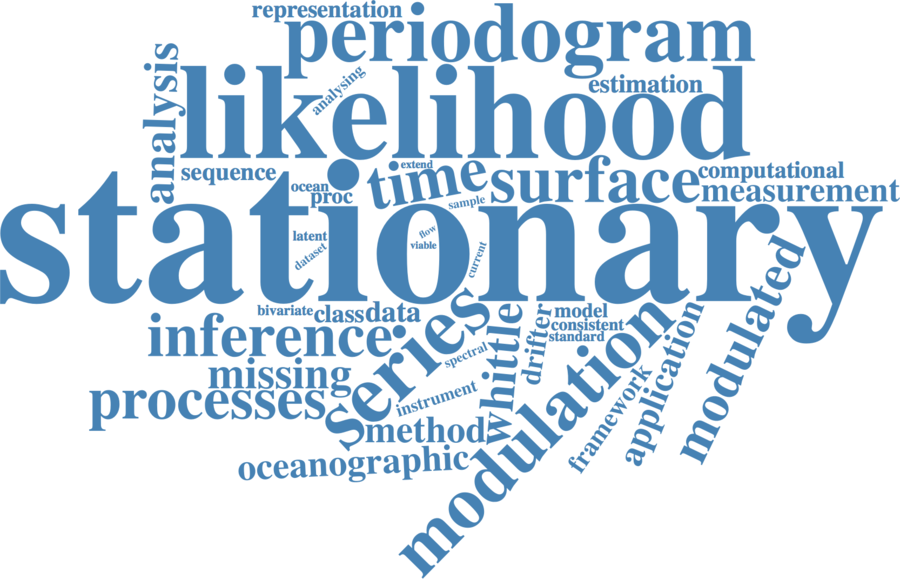 representation
periodogram
analysis
likelihood
analysing
estimation
sequence
extend
time
surface
computational
measurement
ocean
proc
sample
stationary
latent
dataset
flow
viable
current
bivariate
class
data
series
whittle
drifter
model
consistent
standard
modulated
inference
spectral
modulation
application
framework
missing
processes
instrument
method
oceanographic